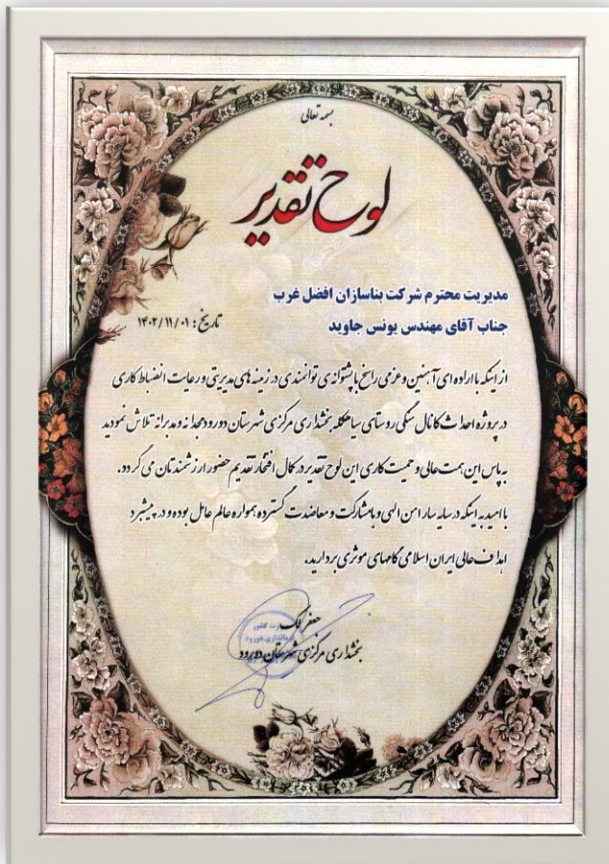 بسمه تعالی
لوح تقدیر
مدیریت محترم شرکت بناسازان افضل غرب
جناب آقای مهندس یونس جاوید
تاریخ: ۱۴۰۲/۱۱/۰۱
از اینکه با اراده ای آهنین و عزمی راسخ با پشتوانه ی توانمندی در زمینه های مدیریتی و رعایت انضباط کاری
در پروژه احداث کانال سنگی روستای سیاهکله بخشداری مرکزی شهرستان دورود مجدانه و مدبرانه تلاش نمودید
به پاس این همت عالی و حمیت کاری این لوح تقدیر در کمال افتخار تقدیم حضور ارزشمندتان می گردد.
با امید به اینکه در سایه سار امن الهی و با مشارکت و معاضدت گسترده همواره عالم عامل بوده و در پیشبرد
اهداف عالی ایران اسلامی گامهای موثری بردارید.
جعفر لک
بخشداری مرکزی شهرستان دورود